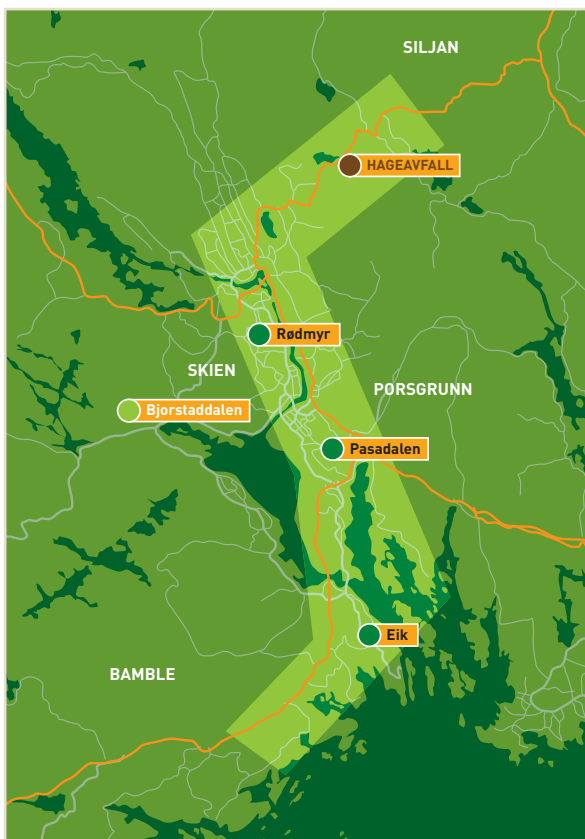 SILJAN
HAGEAVFALL
Rødmyr
SKIEN
PORSGRUNN
Bjorstaddalen
Pasadalen
Eik
BAMBLE